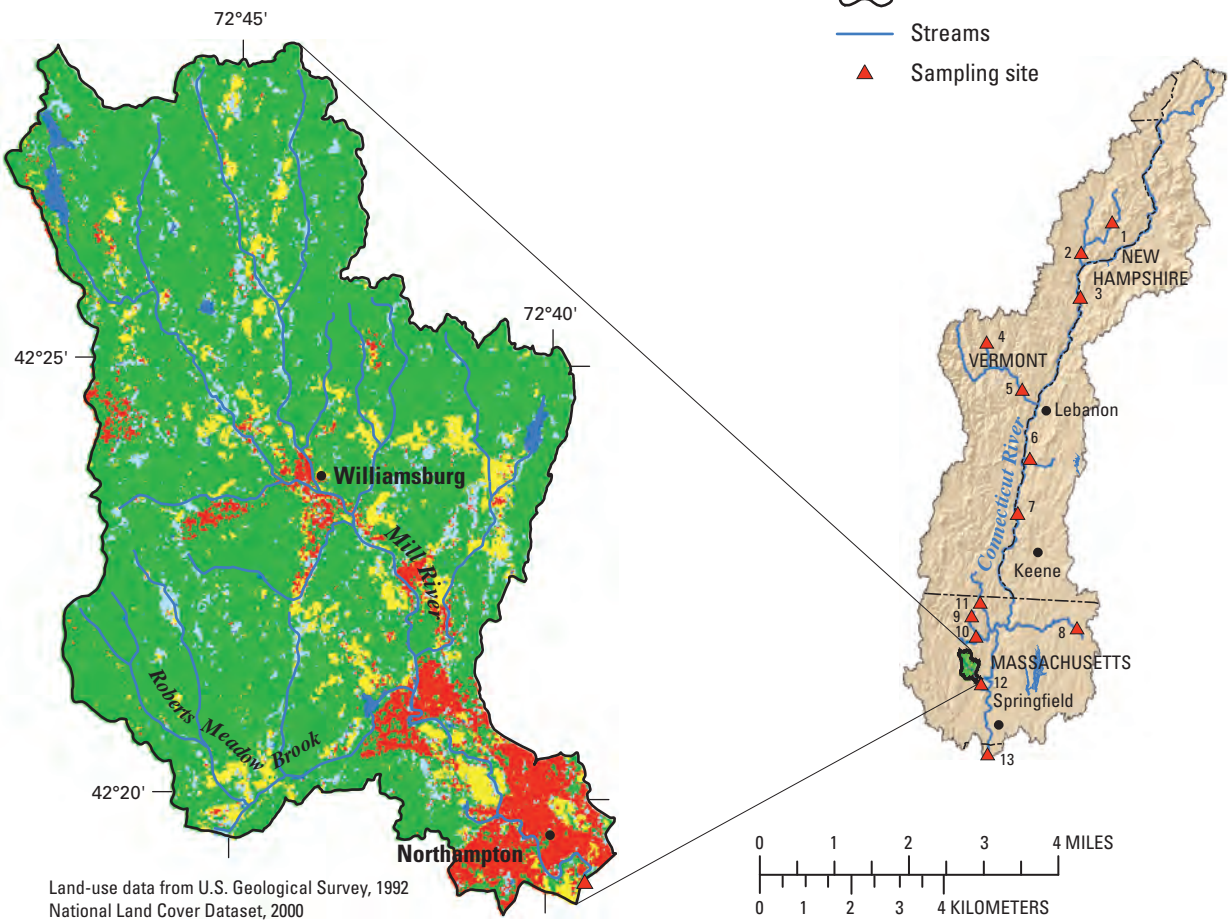 72°45'
Streams
Sampling site
1
2
NEW
HAMPSHIRE
3
72°40'
42°25'
4
VERMONT
5
Lebanon
6
Connecticut River
Williamsburg
7
Mill River
Keene
11
9
10
8
MASSACHUSETTS
12
Springfield
Roberts Meadow Brook
13
42°20'
Northampton
0 1 2 3 4 MILES
0 1 2 3 4 KILOMETERS
Land-use data from U.S. Geological Survey, 1992
National Land Cover Dataset, 2000